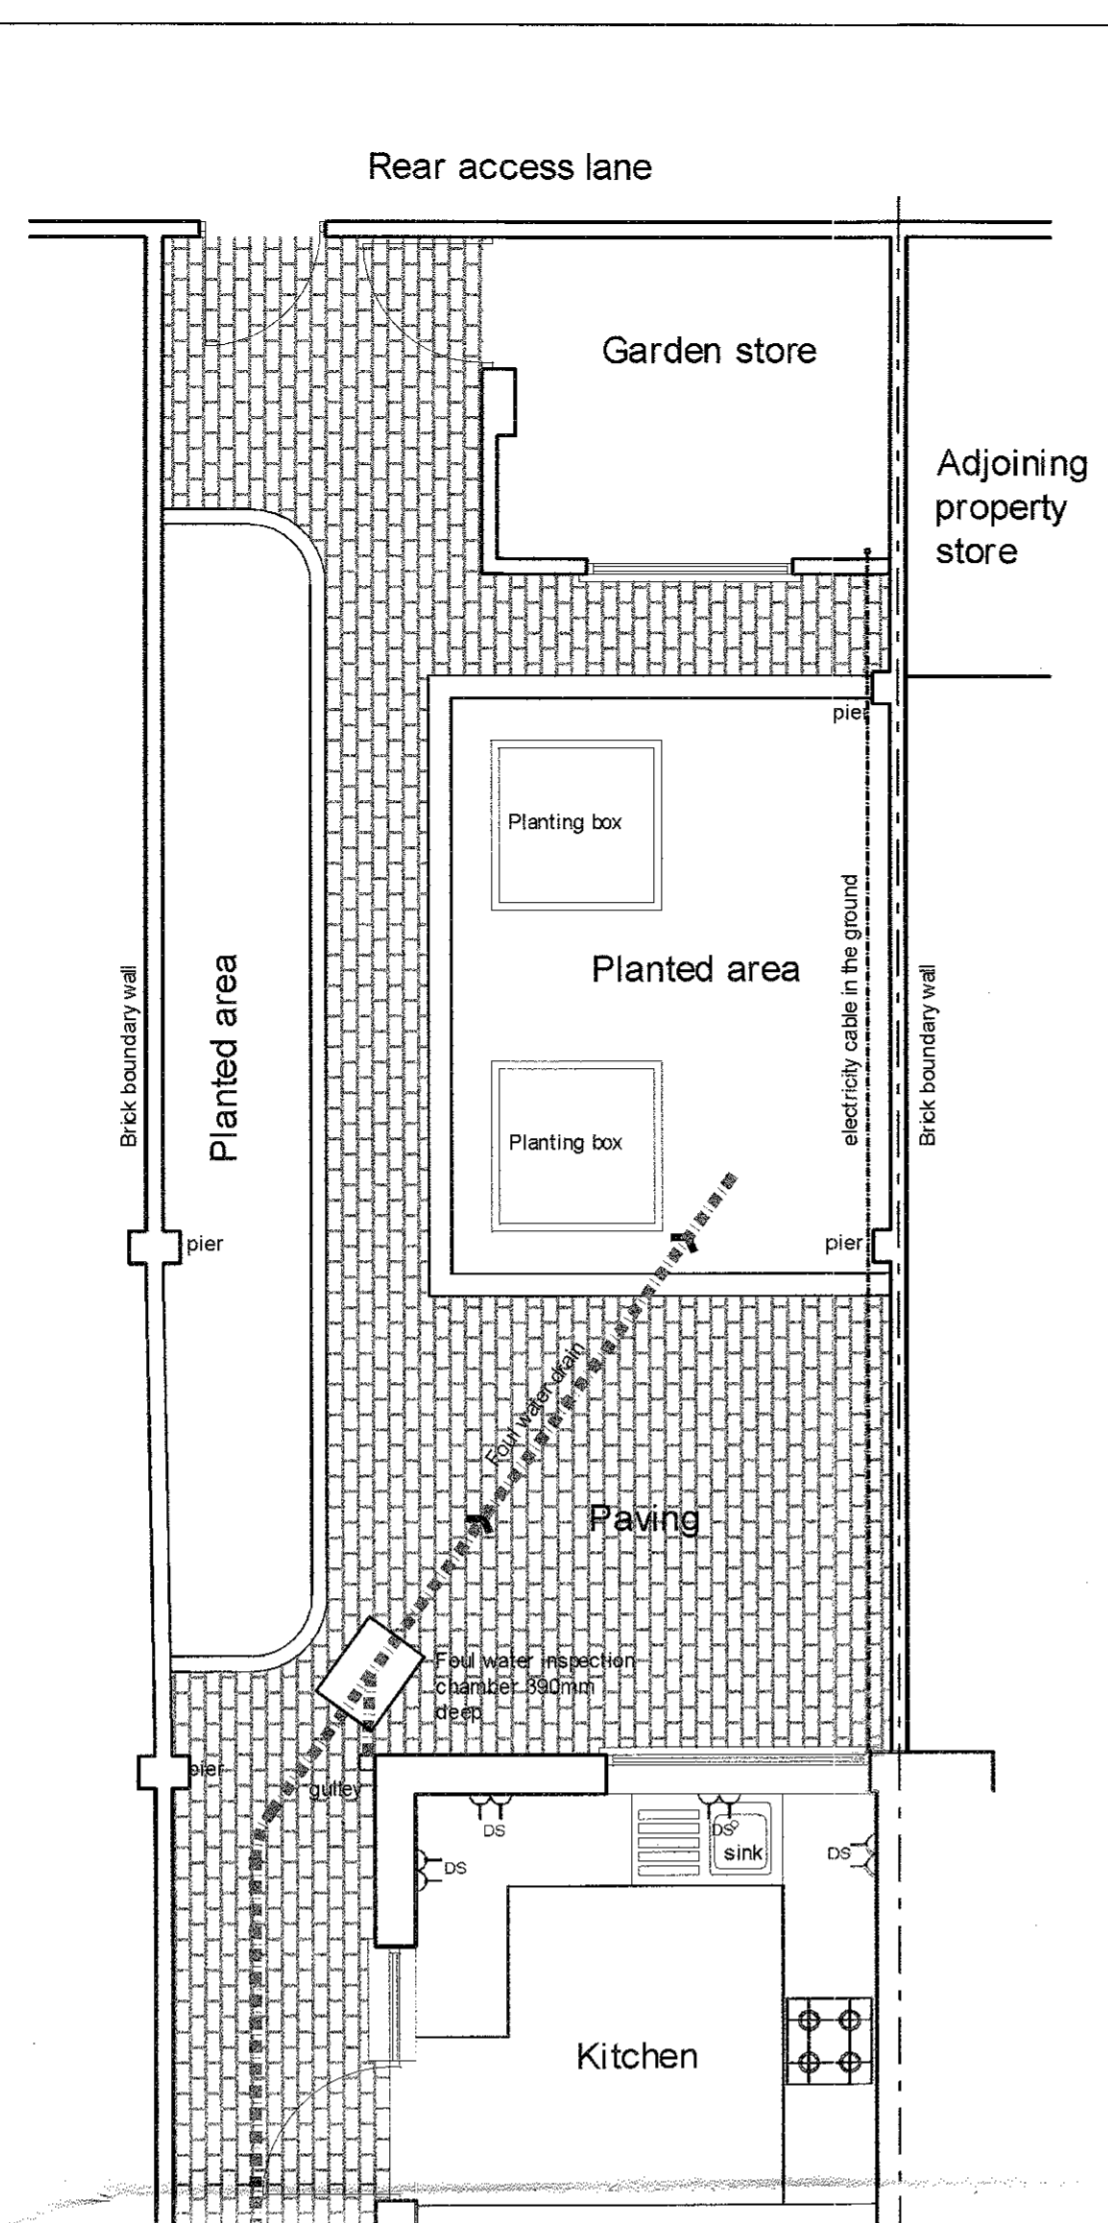 Rear access lane
Garden store
Adjoining
property
store
pier
Planting box
Planted area
electricity cable in the ground
Brick boundary wall
Planted area
Brick boundary wall
Planting box
pier
pier
Foul water drain
Paving
Foul water inspection
chamber 390mm
deep
pier
gulley
DS
DS
sink
DS
DS
Kitchen